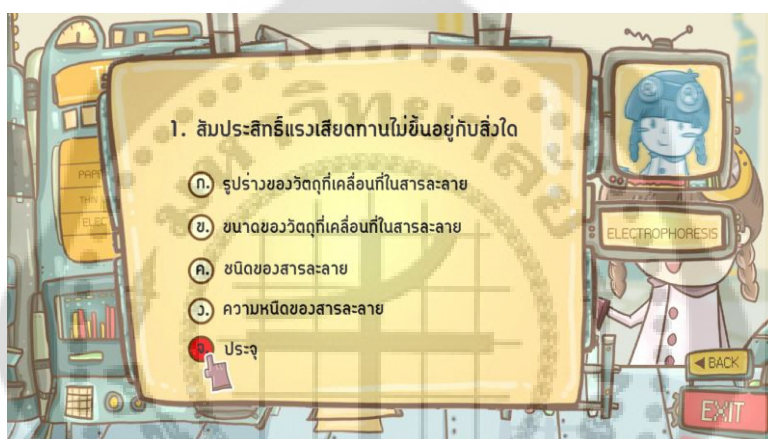 1. สัมประสิทธิ์แรงเสียดทานไม่ขึ้นอยู่กับสิ่งใด
ก. รูปร่างของวัตถุที่เคลื่อนที่ในสารละลาย
ข. ขนาดของวัตถุที่เคลื่อนที่ในสารละลาย
ค. ชนิดของสารละลาย
ง. ความหนืดของสารละลาย
จ. ประจุ
ELECTROPHORESIS
BACK
EXIT